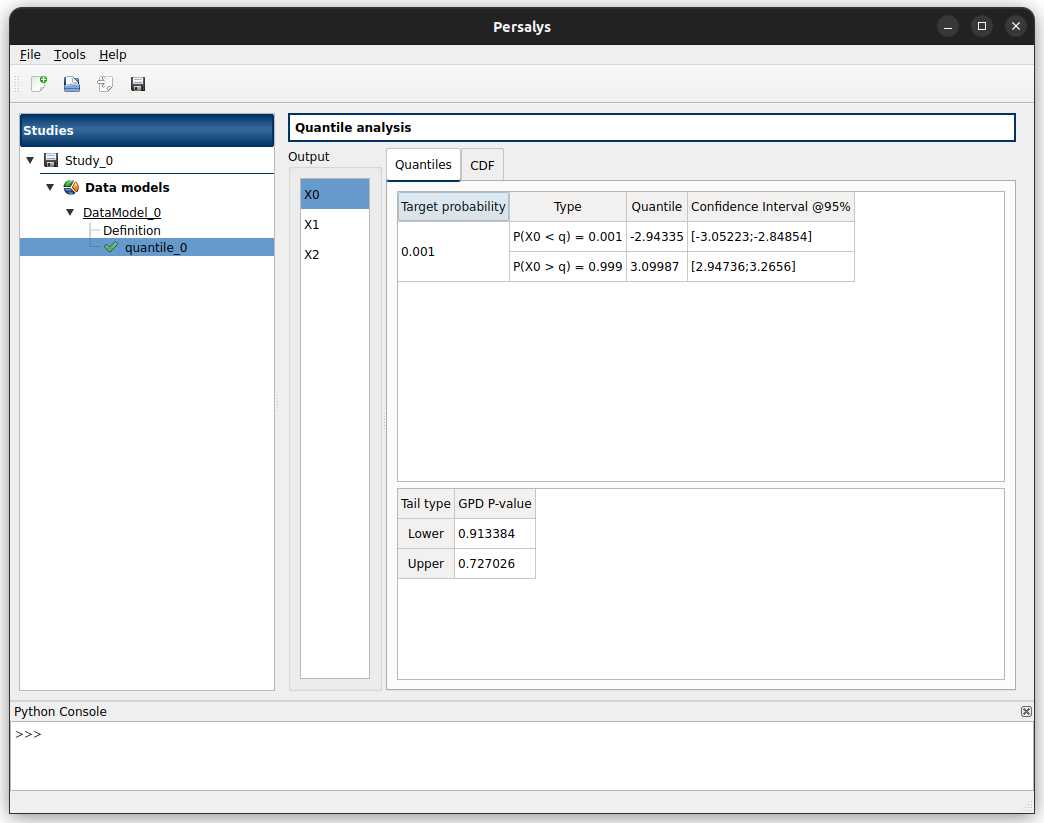 Persalys
File Tools Help
Studies
Study_0
Data models
DataModel_0
Definition
quantile_0
Quantile analysis
Output
X0
X1
X2
Quantiles CDF
Target probability Type Quantile Confidence Interval @95%
0.001 P(X0 < q) = 0.001 -2.94335 [-3.05223;-2.84854]
P(X0 > q) = 0.999 3.09987 [2.94736;3.2656]
Tail type GPD P-value
Lower 0.913384
Upper 0.727026
Python Console
>>>